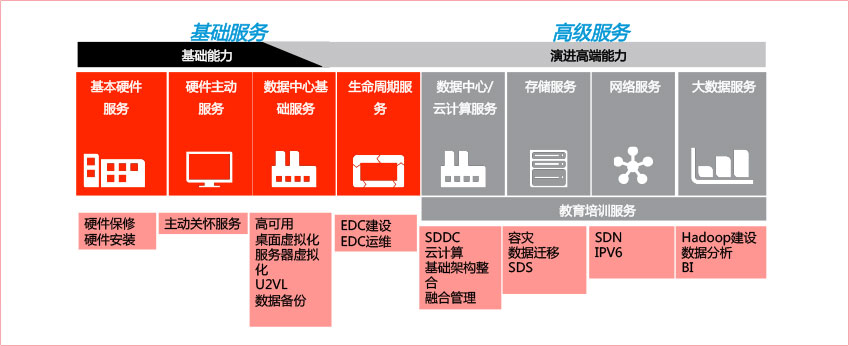 基础服务
高级服务
基础能力
演进高端能力
基本硬件
服务
硬件主动
服务
数据中心基
础服务
生命周期服
务
数据中心/
云计算服务
存储服务
网络服务
大数据服务
教育培训服务
硬件保修
硬件安装
主动关怀服务
高可用
桌面虚拟化
服务器虚拟
化
U2VL
数据备份
EDC建设
EDC运维
SDDC
云计算
基础架构整
合
融合管理
容灾
数据迁移
SDS
SDN
IPV6
Hadoop建设
数据分析
BI